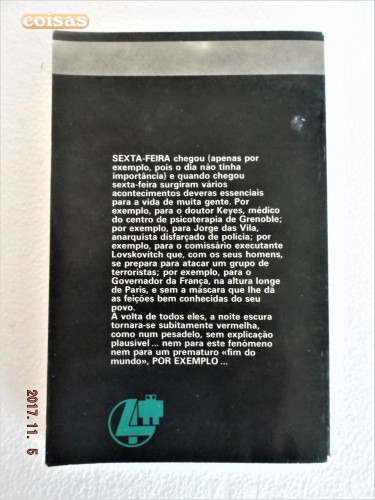 coisas
SEXTA-FEIRA chegou (apenas por
exemplo, pois o dia não tinha
importância) e quando chegou
sexta-feira surgiram vários
acontecimentos deveras essenciais
para a vida de muita gente. Por
exemplo, para o doutor Keyes, médico
do centro de psicoterapia de Grenoble;
por exemplo, para Jorge das Vila,
anarquista disfarçado de polícia; por
exemplo, para o comissário executante
Lovskovitch que, com os seus homens,
se prepara para atacar um grupo de
terroristas; por exemplo, para o
Governador da França, na altura longe
de Paris, e sem a máscara que lhe dá
as feições bem conhecidas do seu
povo.
À volta de todos eles, a noite escura
tornara-se subitamente vermelha,
como num pesadelo, sem explicação
plausível... nem para este fenómeno
nem para um prematuro «fim do
mundo», POR EXEMPLO...
2017.11.5